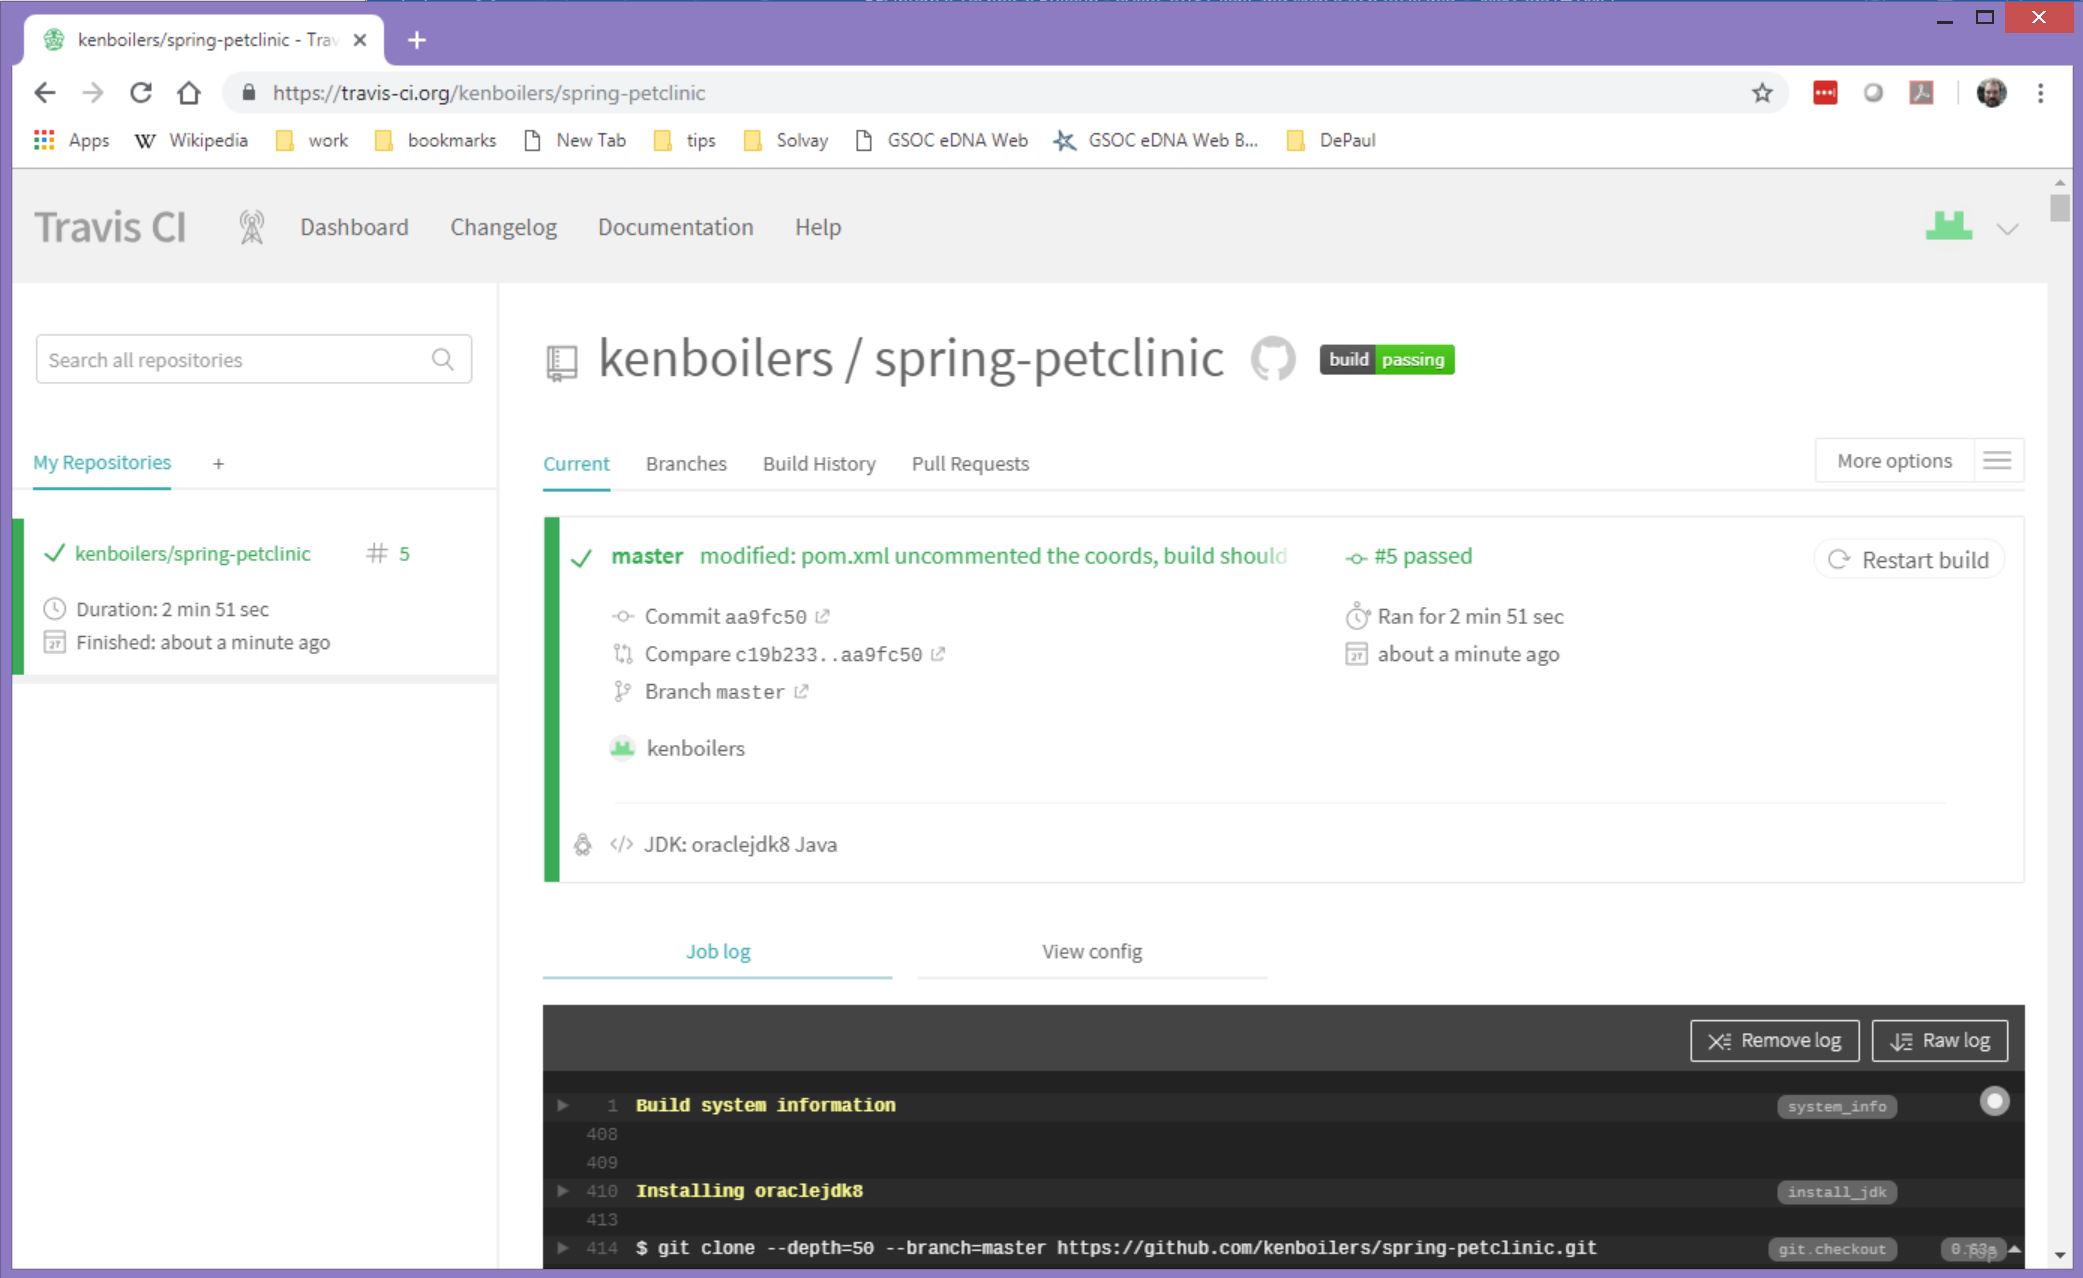 kenboilers/spring-petclinic - Trav
https://travis-ci.org/kenboilers/spring-petclinic
Apps Wikipedia work bookmarks New Tab tips Solvay GSOC eDNA Web GSOC eDNA Web B... DePaul
Travis CI Dashboard Changelog Documentation Help
Search all repositories
My Repositories +
kenboilers/spring-petclinic # 5
Duration: 2 min 51 sec
Finished: about a minute ago
kenboilers / spring-petclinic build passing
Current Branches Build History Pull Requests More options
master modified: pom.xml uncommented the coords, build should #5 passed Restart build
Commit aa9fc50 Ran for 2 min 51 sec
Compare c19b233..aa9fc50 about a minute ago
Branch master
kenboilers
</> JDK: oraclejdk8 Java
Job log View config
Remove log Raw log
1 Build system information system_info
408
409
410 Installing oraclejdk8 install_jdk
413
414 $ git clone --depth=50 --branch=master https://github.com/kenboilers/spring-petclinic.git git.checkout 0.63s
Top